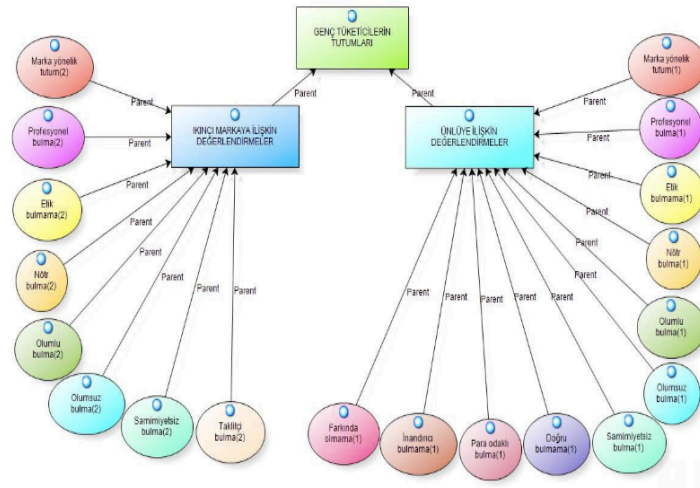 GENÇ TÜKETİCİLERİN
TUTUMLARI
Parent
Parent
IKINCI MARKAYA İLİŞKİN
DEĞERLENDİRMELER
ÜNLÜYE İLİŞKİN
DEĞERLENDİRMELER
Marka yönelik
tutum(2)
Parent
Profesyonel
bulma(2)
Parent
Etik
bulmama(2)
Parent
Nötr
bulma(2)
Parent
Olumlu
bulma(2)
Parent
Olumsuz
bulma(2)
Parent
Samimiyetsiz
bulma(2)
Parent
Taklitçi
bulma(2)
Parent
Marka yönelik
tutum(1)
Parent
Profesyonel
bulma(1)
Parent
Etik
bulmama(1)
Parent
Nötr
bulma(1)
Parent
Olumlu
bulma(1)
Parent
Olumsuz
bulma(1)
Parent
Farkında
olmama(1)
Parent
İnandırıcı
bulmama(1)
Parent
Para odaklı
bulma(1)
Parent
Doğru
bulmama(1)
Parent
Samimiyetsiz
bulma(1)
Parent